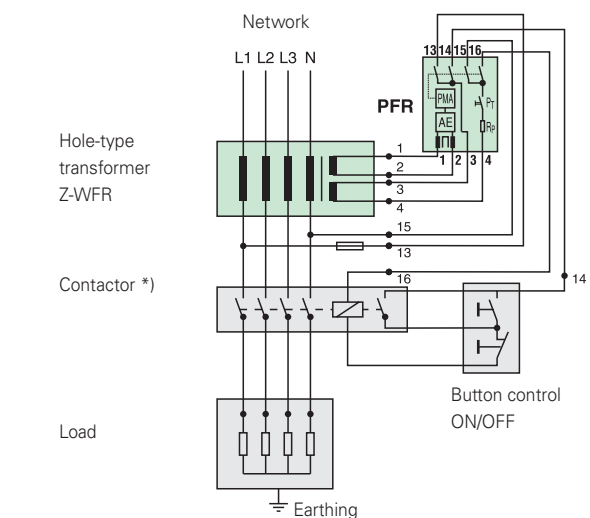 Network
L1 L2 L3 N
13 14 15 16
PFR
PMA
PT
AE
RP
1 2 3 4
Hole-type
transformer
Z-WFR
1
2
3
4
15
13
16
14
Contactor *)
Button control
ON/OFF
Load
Earthing